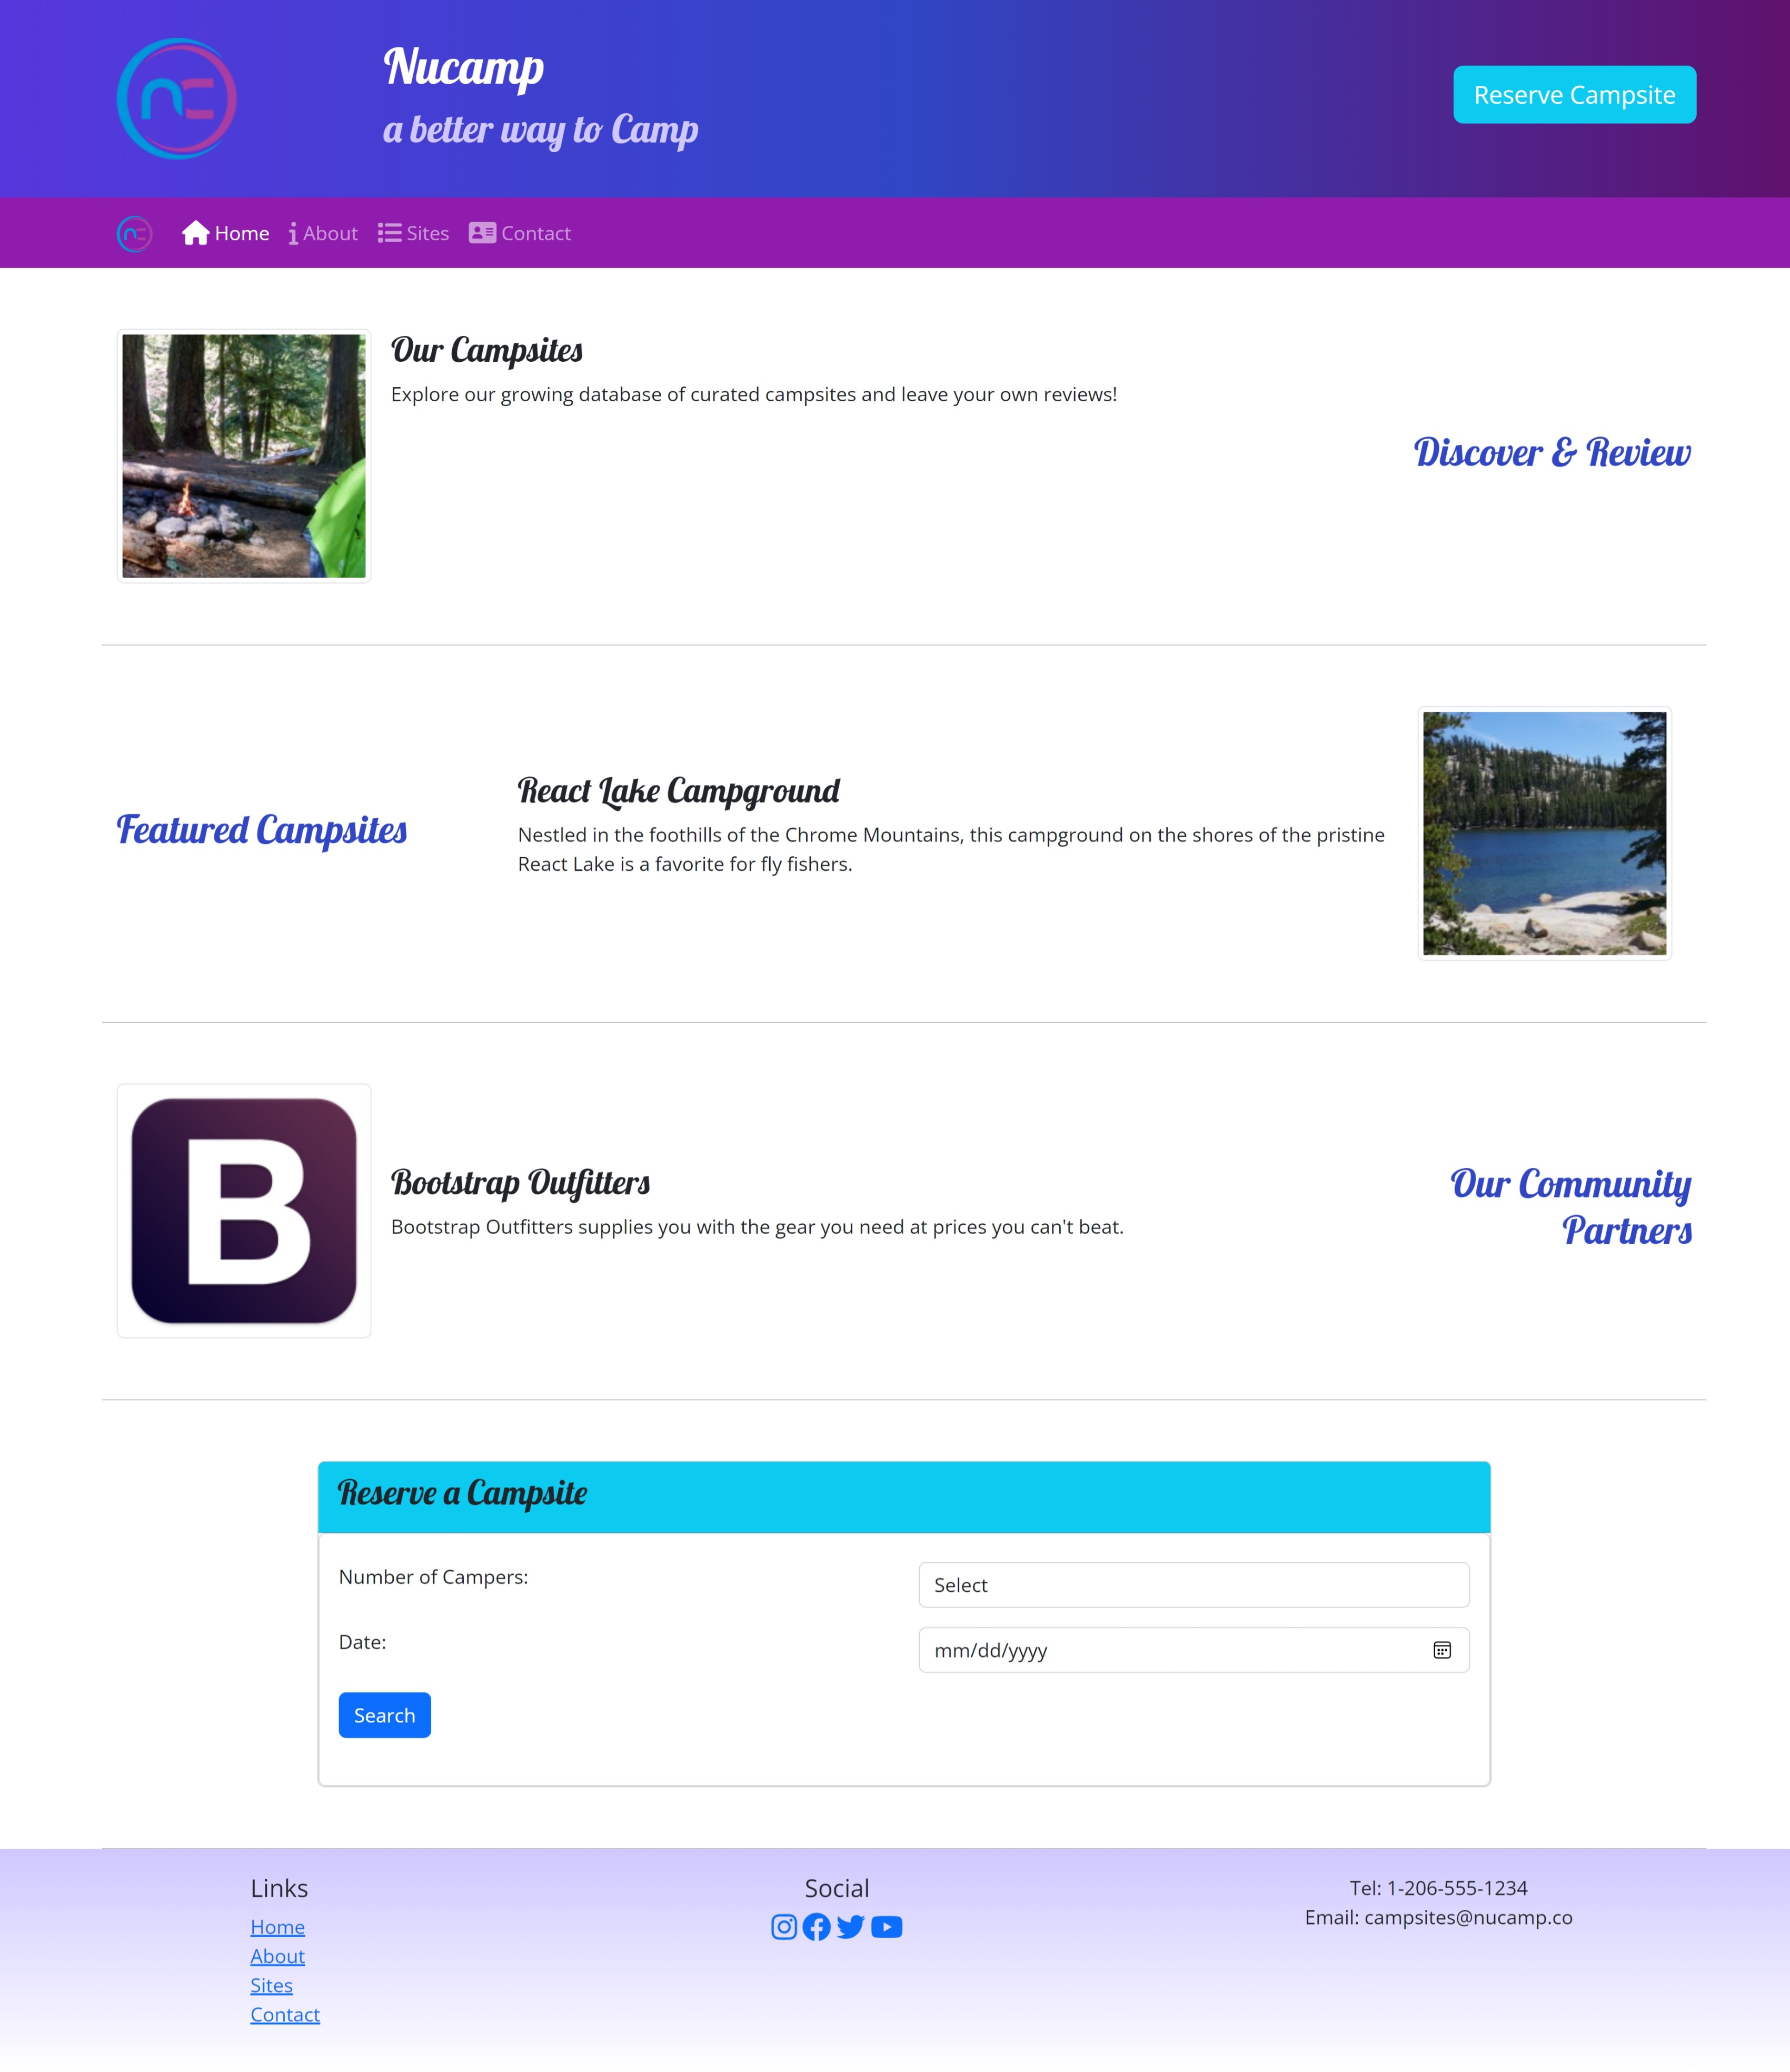 Nucamp
a better way to Camp
Reserve Campsite
Home About Sites Contact
Our Campsites
Explore our growing database of curated campsites and leave your own reviews!
Discover & Review
Featured Campsites
React Lake Campground
Nestled in the foothills of the Chrome Mountains, this campground on the shores of the pristine
React Lake is a favorite for fly fishers.
B
Bootstrap Outfitters
Bootstrap Outfitters supplies you with the gear you need at prices you can't beat.
Our Community
Partners
Reserve a Campsite
Number of Campers:
Select
Date:
mm/dd/yyyy
Search
Links
Home
About
Sites
Contact
Social
Tel: 1-206-555-1234
Email: campsites@nucamp.co